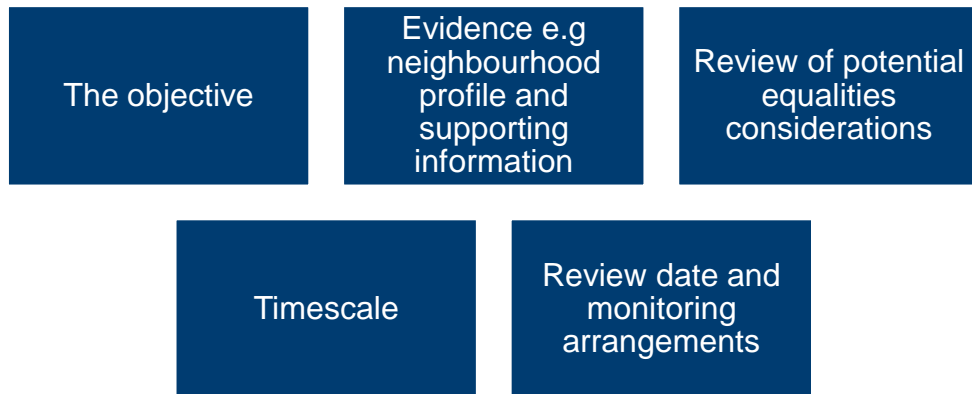 The objective
Evidence e.g
neighbourhood
profile and
supporting
information
Review of potential
equalities
considerations
Timescale
Review date and
monitoring
arrangements